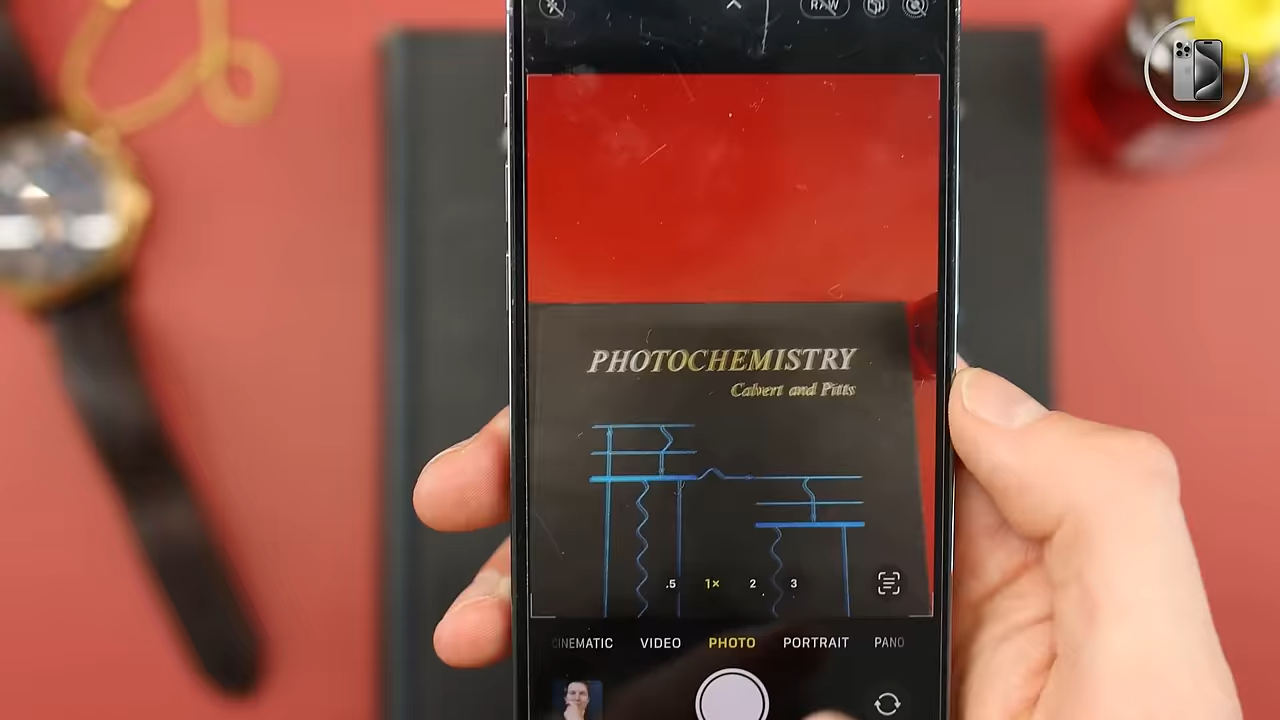 RAW
PHOTOCHEMISTRY
Calvert and Pitts
.5 1× 2 3
CINEMATIC VIDEO PHOTO PORTRAIT PANO